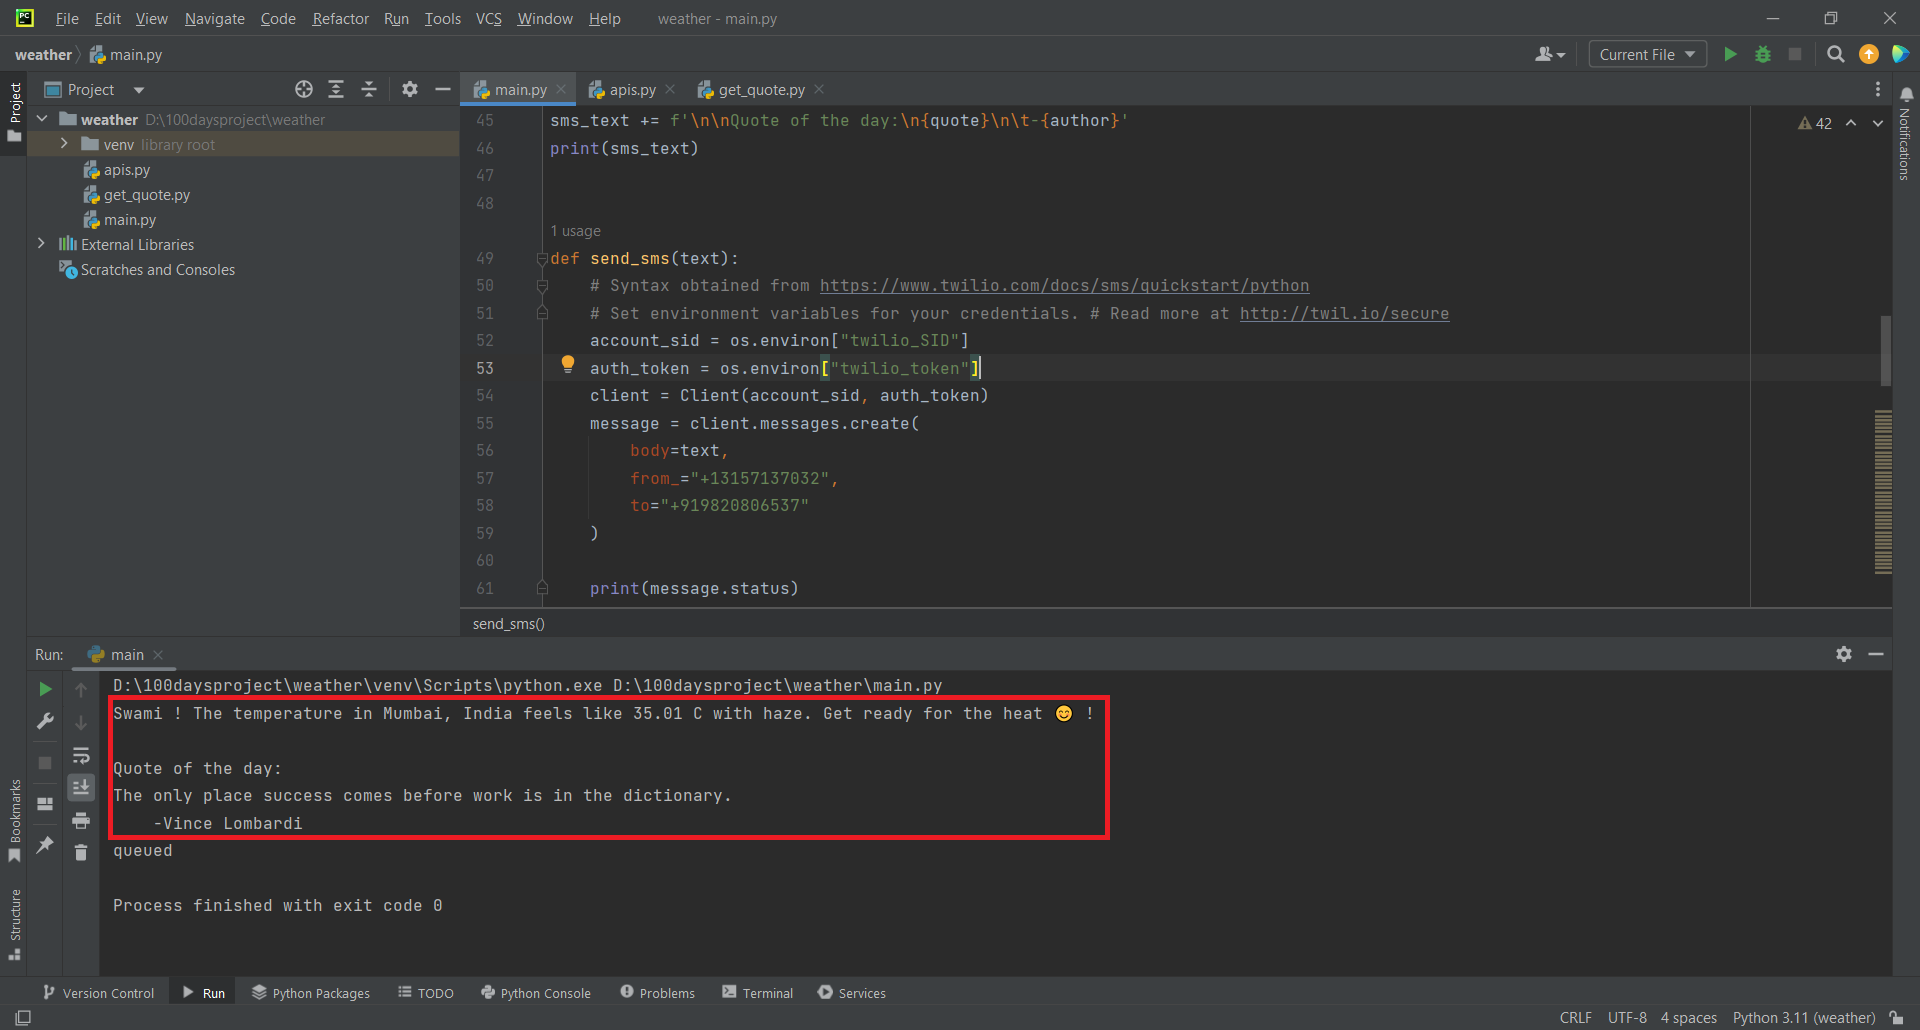 File Edit View Navigate Code Refactor Run Tools VCS Window Help weather - main.py
weather main.py
Current File
Project
main.py apis.py get_quote.py
Project
weather D:\100daysproject\weather
venv library root
apis.py
get_quote.py
main.py
External Libraries
Scratches and Consoles
42
Notifications
45 sms_text += f'\n\nQuote of the day:\n{quote}\n\t-{author}'
46 print(sms_text)
47
48
1 usage
49 def send_sms(text):
50 # Syntax obtained from https://www.twilio.com/docs/sms/quickstart/python
51 # Set environment variables for your credentials. # Read more at http://twil.io/secure
52 account_sid = os.environ["twilio_SID"]
53 auth_token = os.environ["twilio_token"]
54 client = Client(account_sid, auth_token)
55 message = client.messages.create(
56 body=text,
57 from_="+13157137032",
58 to="+919820806537"
59 )
60
61 print(message.status)
send_sms()
Run: main
D:\100daysproject\weather\venv\Scripts\python.exe D:\100daysproject\weather\main.py
Swami ! The temperature in Mumbai, India feels like 35.01 C with haze. Get ready for the heat 😊 !
Quote of the day:
The only place success comes before work is in the dictionary.
-Vince Lombardi
queued
Process finished with exit code 0
Bookmarks
Structure
Version Control Run Python Packages TODO Python Console Problems Terminal Services
CRLF UTF-8 4 spaces Python 3.11 (weather)